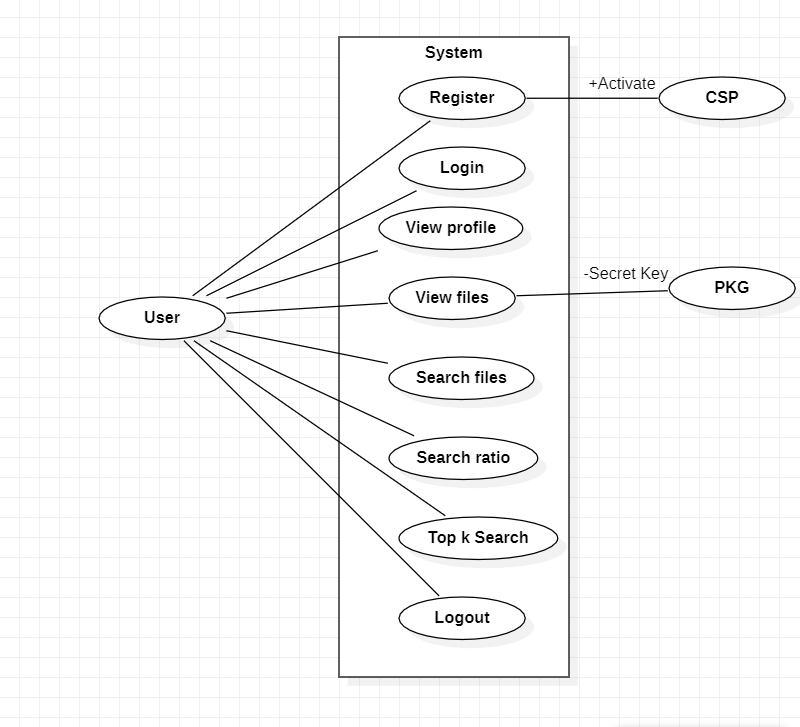 System
Register
+Activate
CSP
Login
View profile
-Secret Key
PKG
View files
User
Search files
Search ratio
Top k Search
Logout